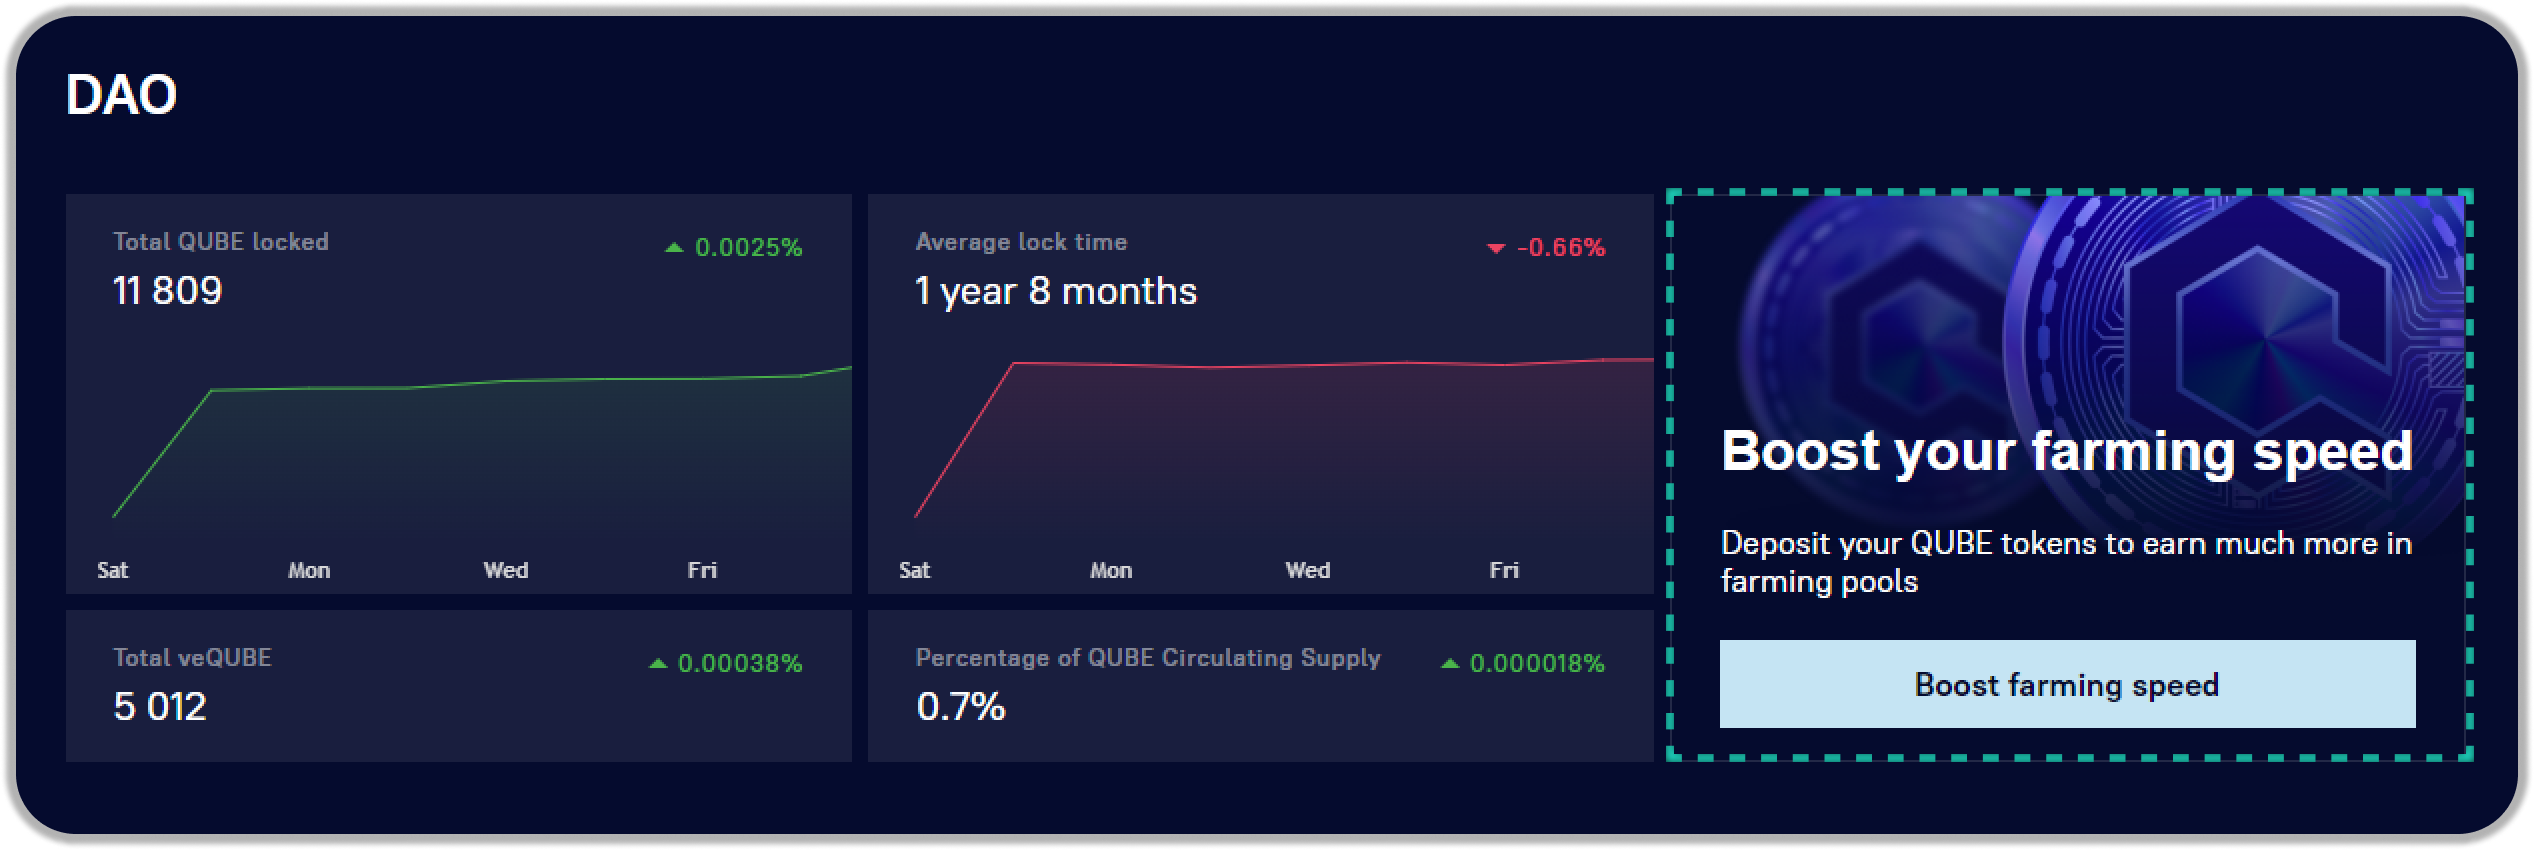 DAO
Total QUBE locked
▲ 0.0025%
11 809
Sat Mon Wed Fri
Average lock time
▼ -0.66%
1 year 8 months
Sat Mon Wed Fri
Total veQUBE
▲ 0.00038%
5 012
Percentage of QUBE Circulating Supply
▲ 0.000018%
0.7%
Boost your farming speed
Deposit your QUBE tokens to earn much more in
farming pools
Boost farming speed